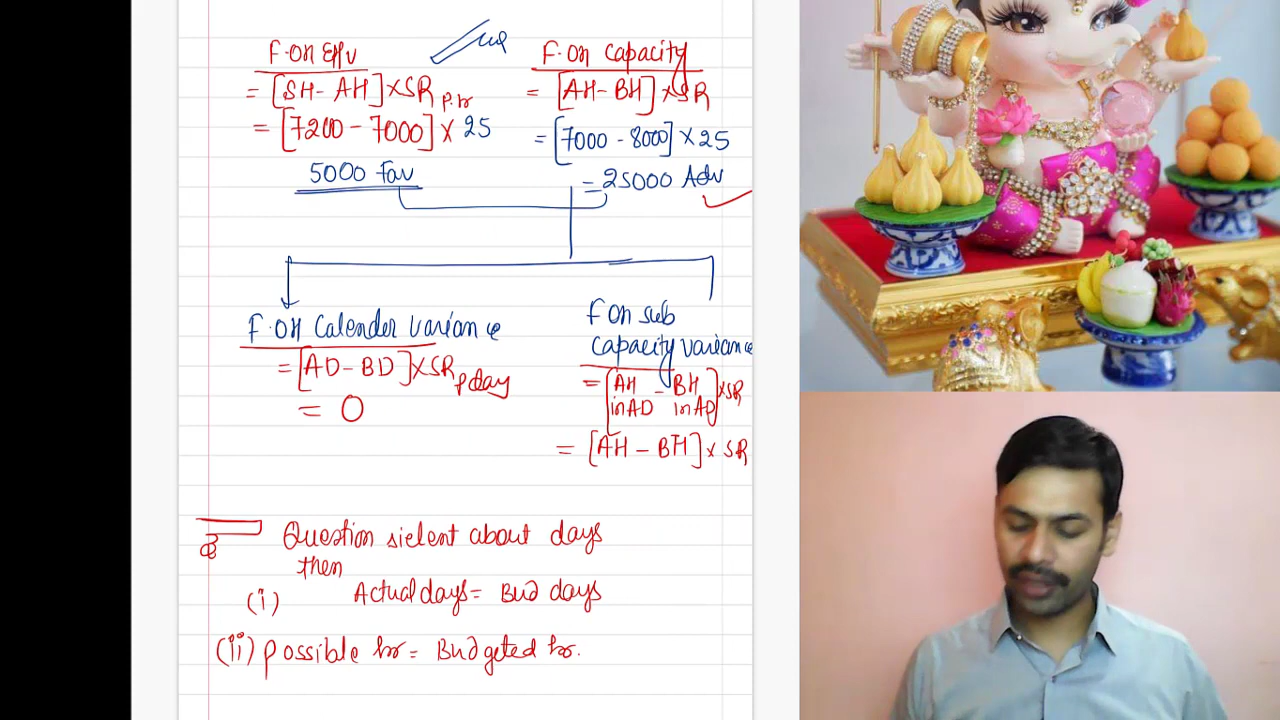 F.OH Effv
= [SH - AH] × SR p.hr
= [7200 - 7000] × 25
5000 Fav
F.OH Capacity
= [AH - BH] × SR
= [7000 - 8000] × 25
= 25000 Adv
F.OH Calender variance
= [AD - BD] × SR p day
= 0
F OH sub
capacity variance
= [AH in AD - BH in AD] × SR
= [AH - BH] × SR
Question sielent about days
then
(i) Actual days = Bud days
(ii) possible hr = Budgeted hr.